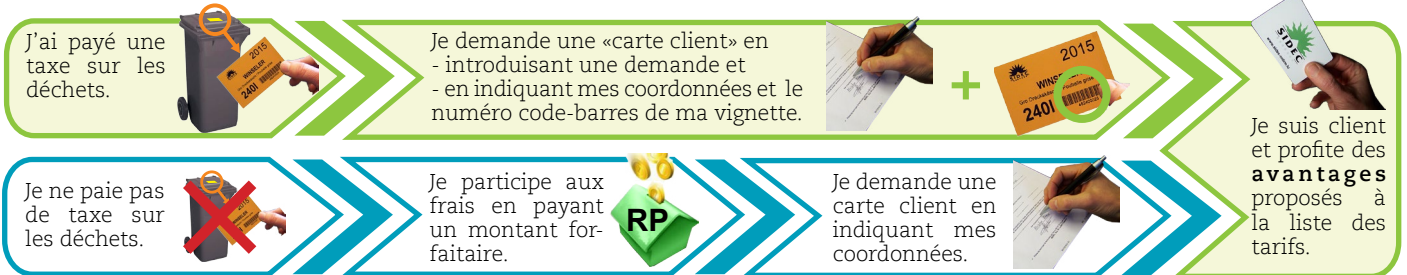 J'ai payé une
taxe sur les
déchets.
2015
WINSELER
240l
Je demande une «carte client» en
- introduisant une demande et
- en indiquant mes coordonnées et le
numéro code-barres de ma vignette.
+
2015
SIDEC
WINSE
240l
SIDEC
Je suis client
et profite des
avantages
proposés à
la liste des
tarifs.
Je ne paie pas
de taxe sur
les déchets.
2015
Je participe aux
frais en payant
un montant for-
faitaire.
RP
Je demande une
carte client en
indiquant mes
coordonnées.